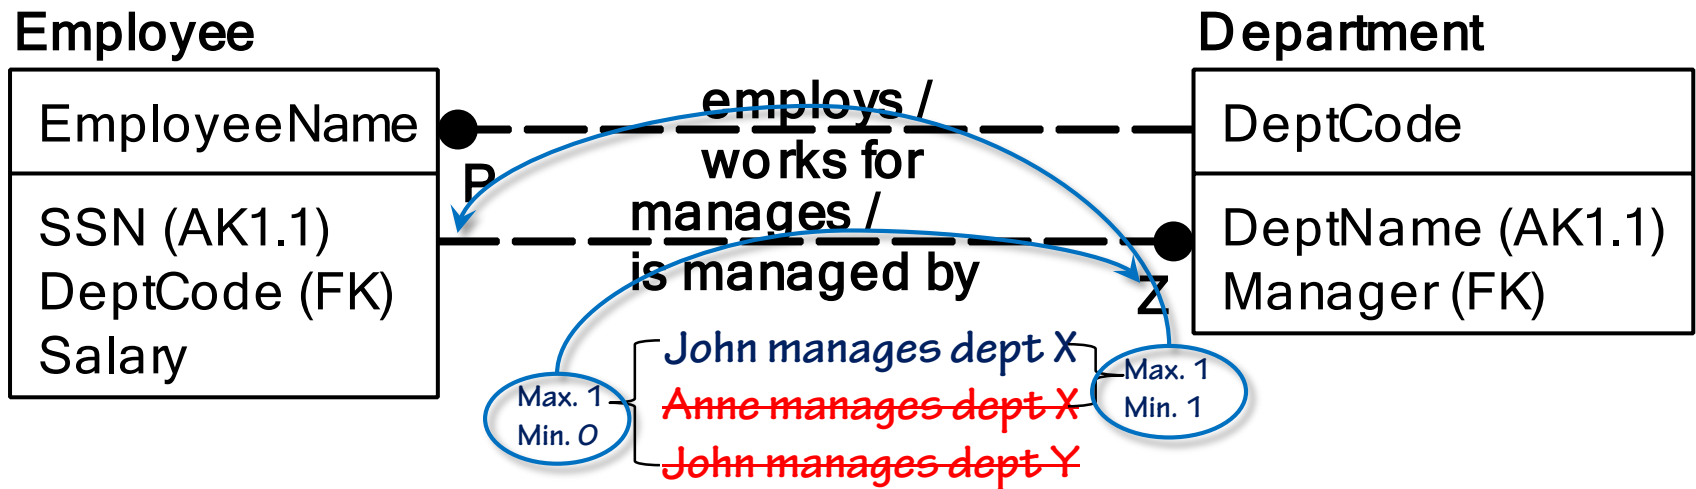 Employee
EmployeeName
SSN (AK1.1)
DeptCode (FK)
Salary
employs /
works for
P
manages /
is managed by
Z
Department
DeptCode
DeptName (AK1.1)
Manager (FK)
John manages dept X
Anne manages dept X
John manages dept Y
Max. 1
Min. 0
Max. 1
Min. 1